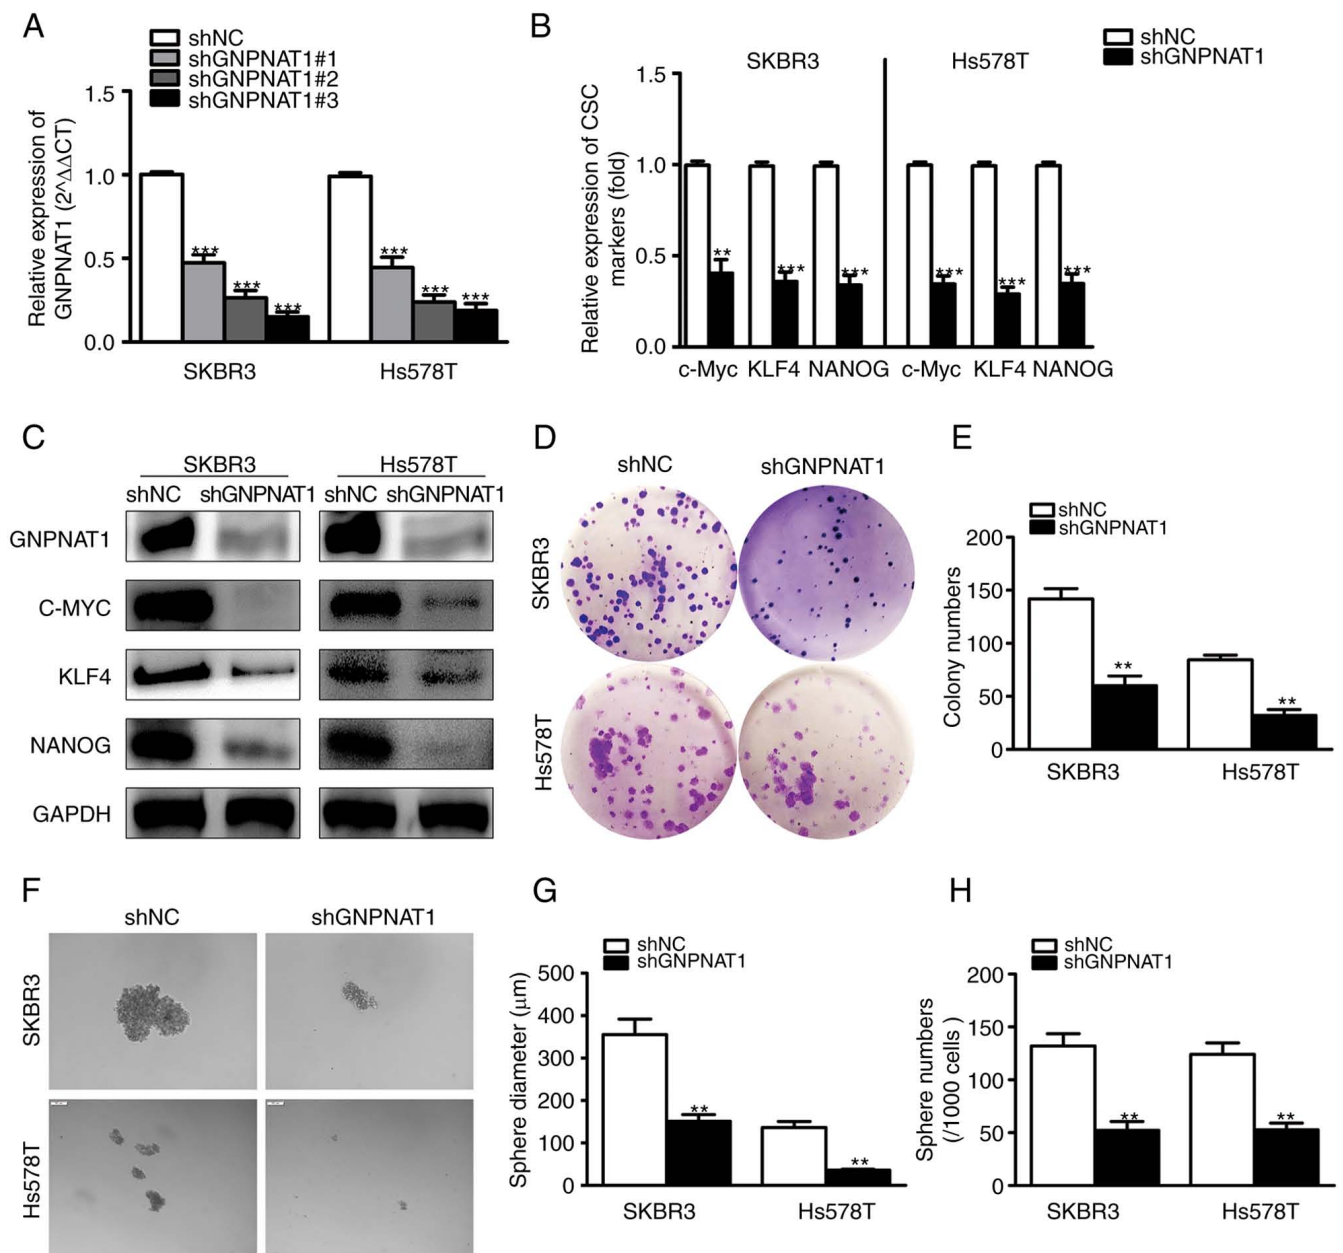 A
shNC
shGNPNAT1#1
shGNPNAT1#2
shGNPNAT1#3
Relative expression of
GNPNAT1 (2^ΔΔCT)
1.5
1.0
0.5
0.0
***
***
***
***
***
***
SKBR3
Hs578T
B
SKBR3
Hs578T
shNC
shGNPNAT1
Relative expression of CSC
markers (fold)
1.5
1.0
0.5
0.0
**
***
***
***
***
***
c-Myc KLF4 NANOG c-Myc KLF4 NANOG
C
SKBR3
Hs578T
shNC shGNPNAT1 shNC shGNPNAT1
GNPNAT1
C-MYC
KLF4
NANOG
GAPDH
D
shNC
shGNPNAT1
SKBR3
Hs578T
E
shNC
shGNPNAT1
Colony numbers
200
150
100
50
0
**
**
SKBR3
Hs578T
F
shNC
shGNPNAT1
SKBR3
Hs578T
G
shNC
shGNPNAT1
Sphere diameter (μm)
500
400
300
200
100
0
**
**
SKBR3
Hs578T
H
shNC
shGNPNAT1
Sphere numbers
(/1000 cells )
200
150
100
50
0
**
**
SKBR3
Hs578T